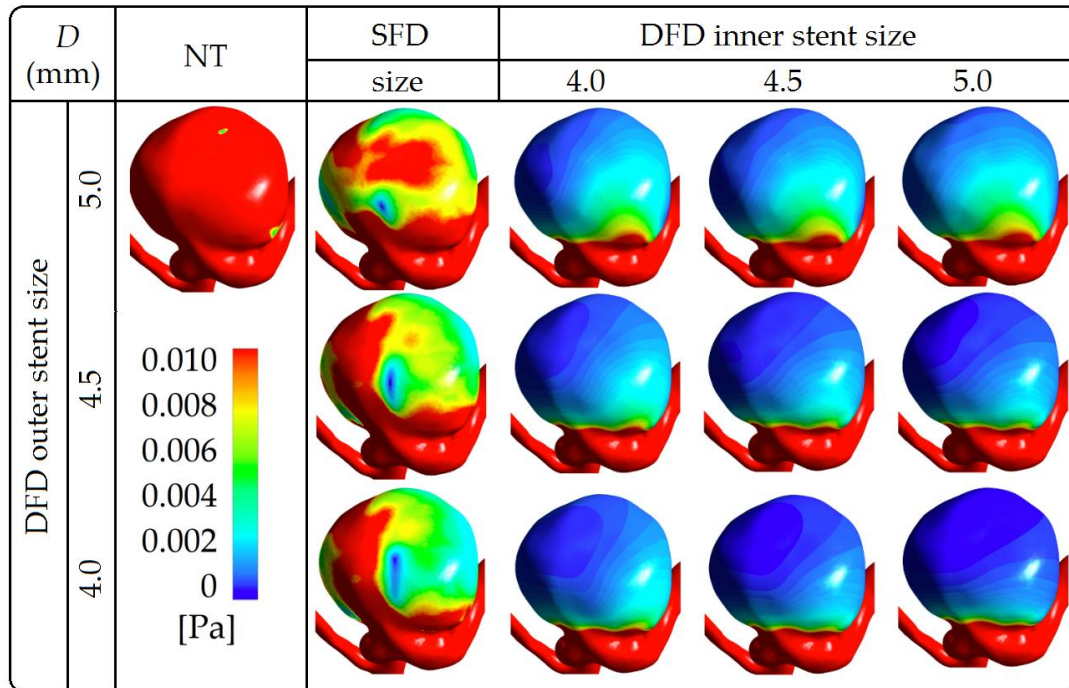 D
(mm)
NT
SFD
size
DFD inner stent size
4.0 4.5 5.0
DFD outer stent size
5.0
4.5
4.0
0.010
0.008
0.006
0.004
0.002
0
[Pa]